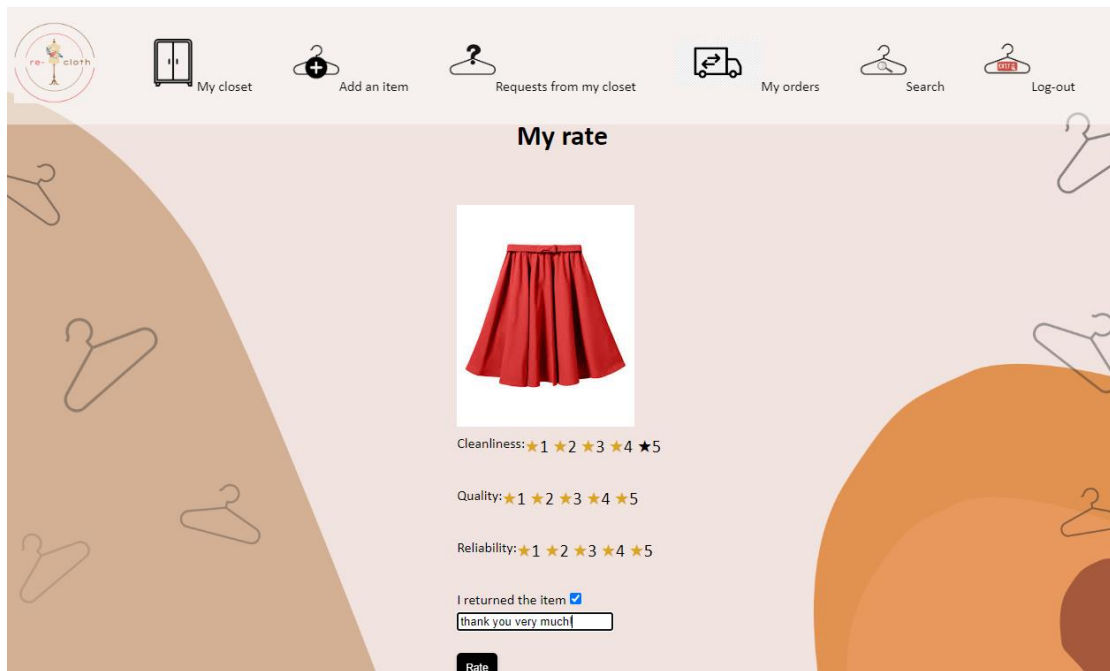 re-cloth
My closet
Add an item
?
Requests from my closet
My orders
Search
Log-out
My rate
Cleanliness:★1 ★2 ★3 ★4 ★5
Quality:★1 ★2 ★3 ★4 ★5
Reliability:★1 ★2 ★3 ★4 ★5
I returned the item
thank you very much!
Rate